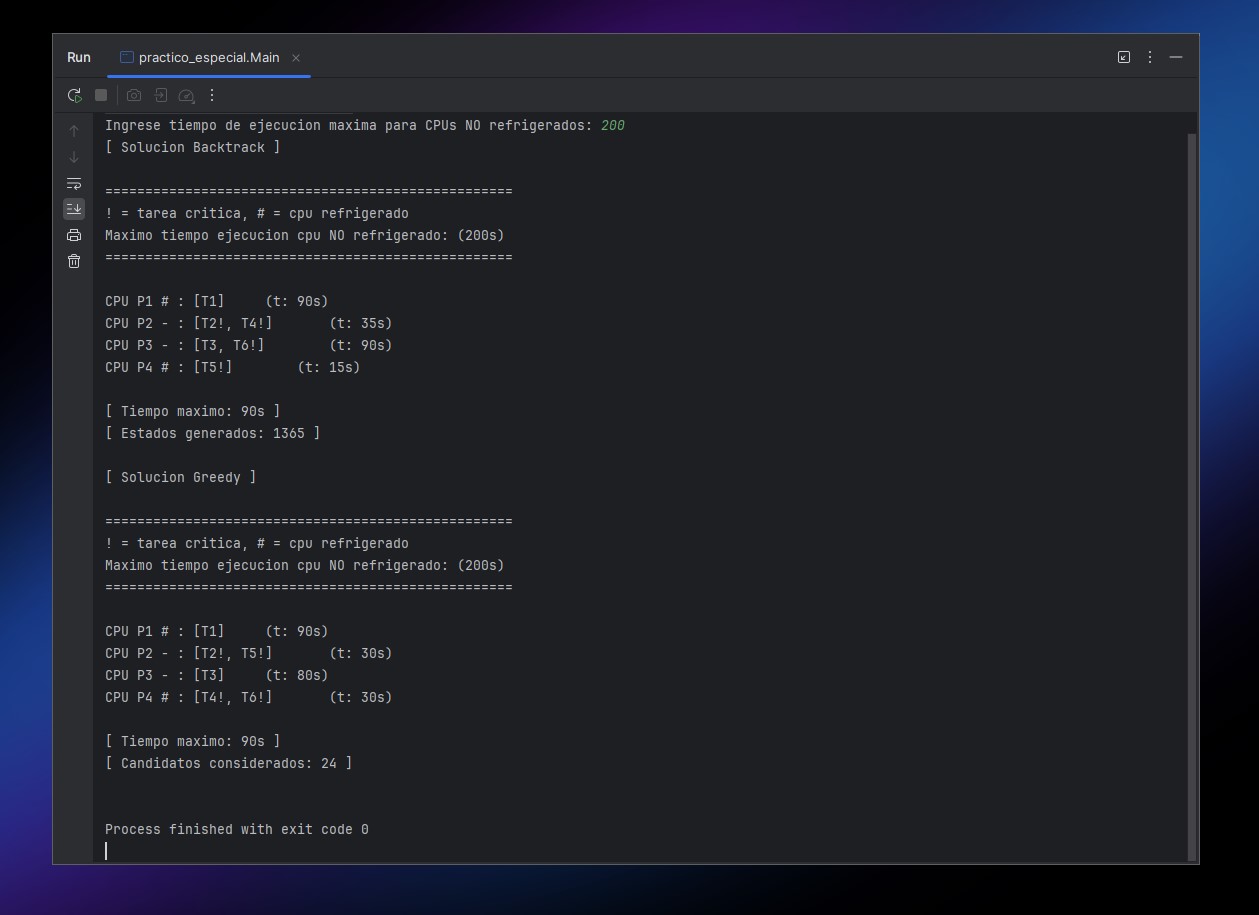 Run practico_especial.Main
Ingrese tiempo de ejecucion maxima para CPUs NO refrigerados: 200
[ Solucion Backtrack ]
===================================================
! = tarea critica, # = cpu refrigerado
Maximo tiempo ejecucion cpu NO refrigerado: (200s)
===================================================
CPU P1 # : [T1] (t: 90s)
CPU P2 - : [T2!, T4!] (t: 35s)
CPU P3 - : [T3, T6!] (t: 90s)
CPU P4 # : [T5!] (t: 15s)
[ Tiempo maximo: 90s ]
[ Estados generados: 1365 ]
[ Solucion Greedy ]
===================================================
! = tarea critica, # = cpu refrigerado
Maximo tiempo ejecucion cpu NO refrigerado: (200s)
===================================================
CPU P1 # : [T1] (t: 90s)
CPU P2 - : [T2!, T5!] (t: 30s)
CPU P3 - : [T3] (t: 80s)
CPU P4 # : [T4!, T6!] (t: 30s)
[ Tiempo maximo: 90s ]
[ Candidatos considerados: 24 ]
Process finished with exit code 0